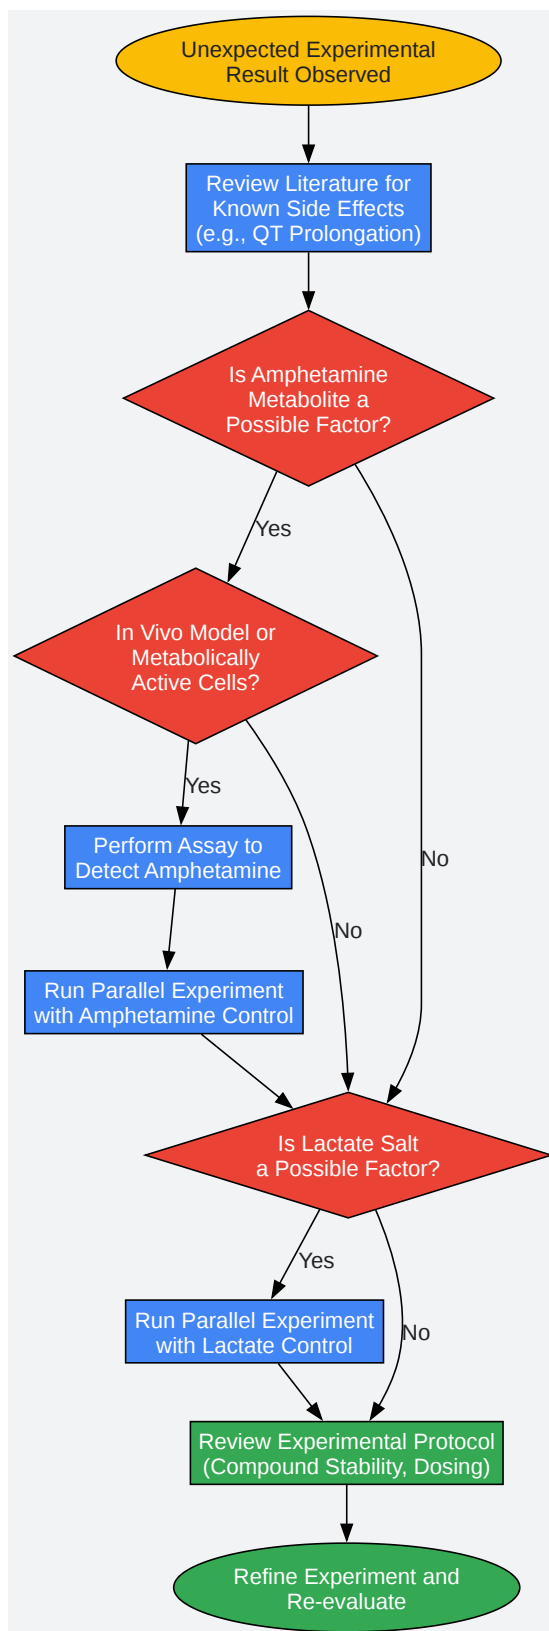 Unexpected Experimental
Result Observed
Review Literature for
Known Side Effects
(e.g., QT Prolongation)
Is Amphetamine
Metabolite a
Possible Factor?
Yes
In Vivo Model or
Metabolically
Active Cells?
Yes
Perform Assay to
Detect Amphetamine
No
No
Run Parallel Experiment
with Amphetamine Control
Is Lactate Salt
a Possible Factor?
Yes
Run Parallel Experiment
with Lactate Control
No
Review Experimental Protocol
(Compound Stability, Dosing)
Refine Experiment and
Re-evaluate